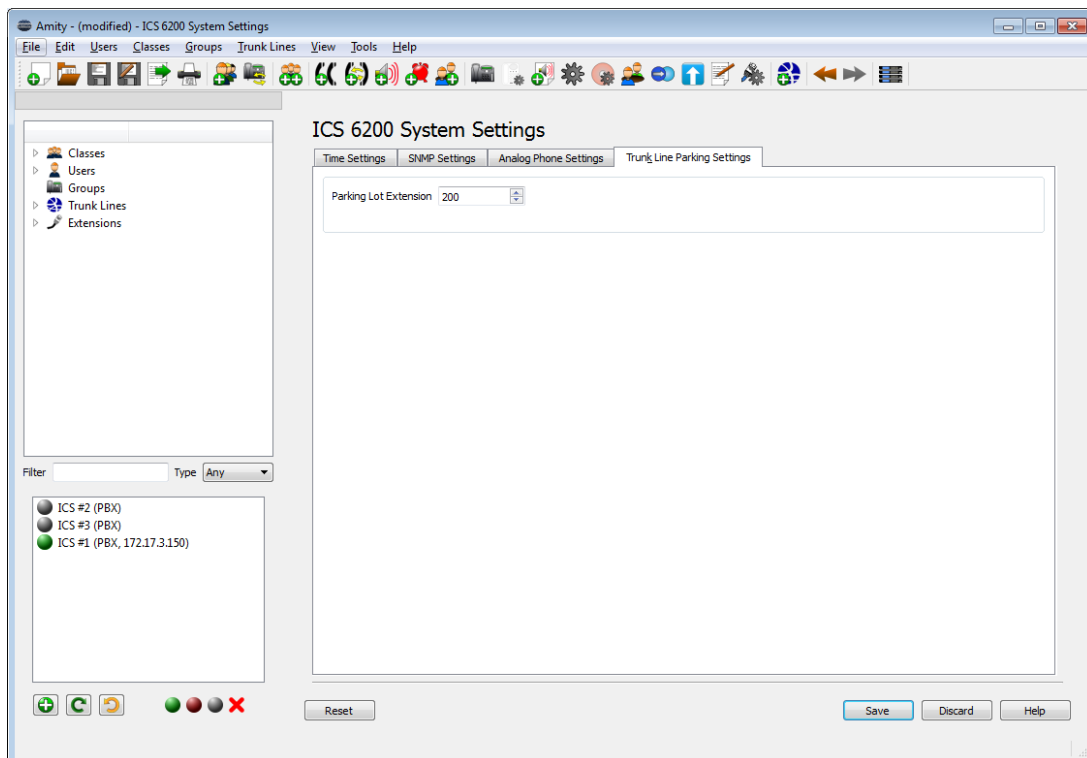 Amity - (modified) - ICS 6200 System Settings
File Edit Users Classes Groups Trunk Lines View Tools Help
ICS 6200 System Settings
Time Settings SNMP Settings Analog Phone Settings Trunk Line Parking Settings
Parking Lot Extension 200
Classes
Users
Groups
Trunk Lines
Extensions
Filter Type Any
ICS #2 (PBX)
ICS #3 (PBX)
ICS #1 (PBX, 172.17.3.150)
Reset Save Discard Help